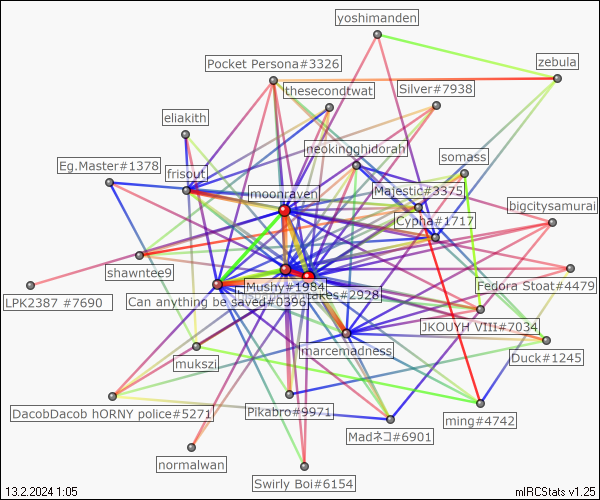 yoshimanden
Pocket Persona#3326
zebula
thesecondtwat
Silver#7938
eliakith
neokingghidorah
somass
Eg.Master#1378
frisout
moonraven
Majestic#3375
bigcitysamurai
Cypha#1717
shawntee9
Mushy#1984
Fedora Stoat#4479
LPK2387 #7690
Can anything be saved#0396
akes#2928
JKOUYH VIII#7034
marcemadness
Duck#1245
mukszi
DacobDacob hORNY police#5271
Pikabro#9971
ming#4742
Madネコ#6901
normalwan
Swirly Boi#6154
13.2.2024 1:05
mIRCStats v1.25